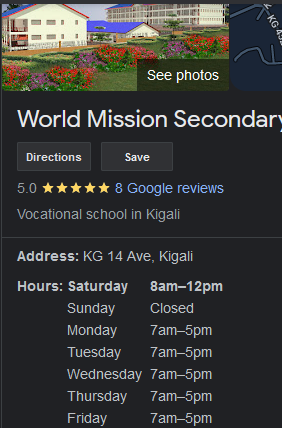 See photos
World Mission Secondary
Directions Save
5.0 8 Google reviews
Vocational school in Kigali
Address: KG 14 Ave, Kigali
Hours: Saturday 8am–12pm
Sunday Closed
Monday 7am–5pm
Tuesday 7am–5pm
Wednesday 7am–5pm
Thursday 7am–5pm
Friday 7am–5pm